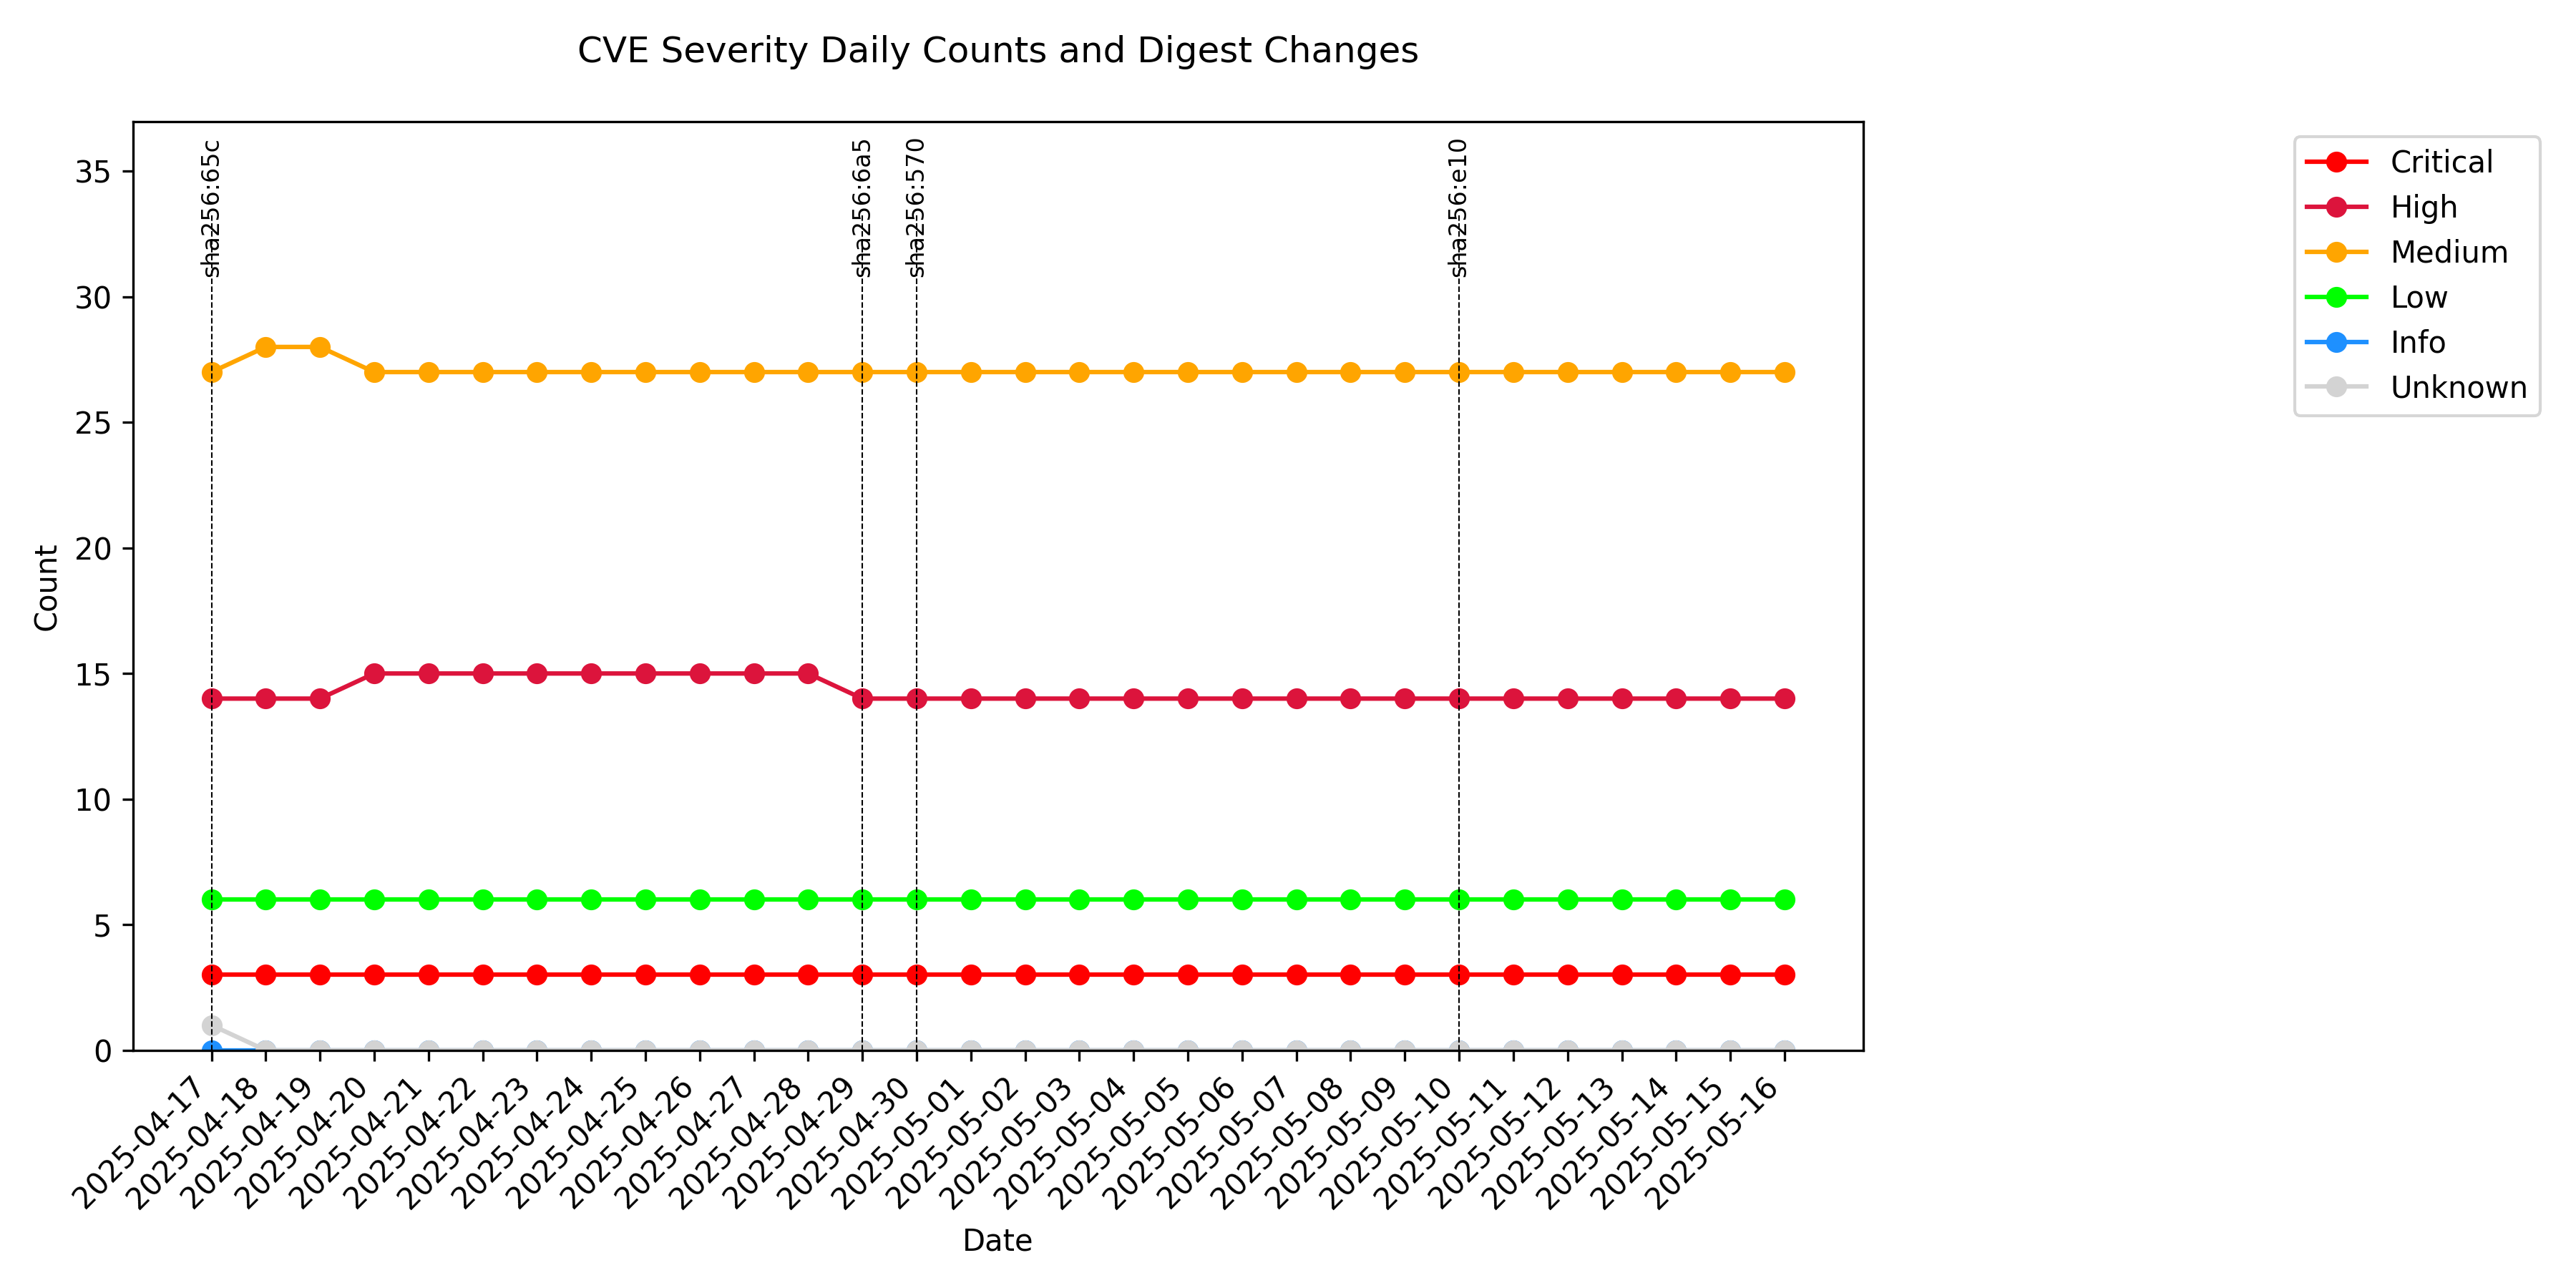 CVE Severity Daily Counts and Digest Changes
sha256:65c
sha256:6a5
sha256:570
sha256:e10
Critical
High
Medium
Low
Info
Unknown
Count
35
30
25
20
15
10
5
0
2025-04-17
2025-04-18
2025-04-19
2025-04-20
2025-04-21
2025-04-22
2025-04-23
2025-04-24
2025-04-25
2025-04-26
2025-04-27
2025-04-28
2025-04-29
2025-04-30
2025-05-01
2025-05-02
2025-05-03
2025-05-04
2025-05-05
2025-05-06
2025-05-07
2025-05-08
2025-05-09
2025-05-10
2025-05-11
2025-05-12
2025-05-13
2025-05-14
2025-05-15
2025-05-16
Date